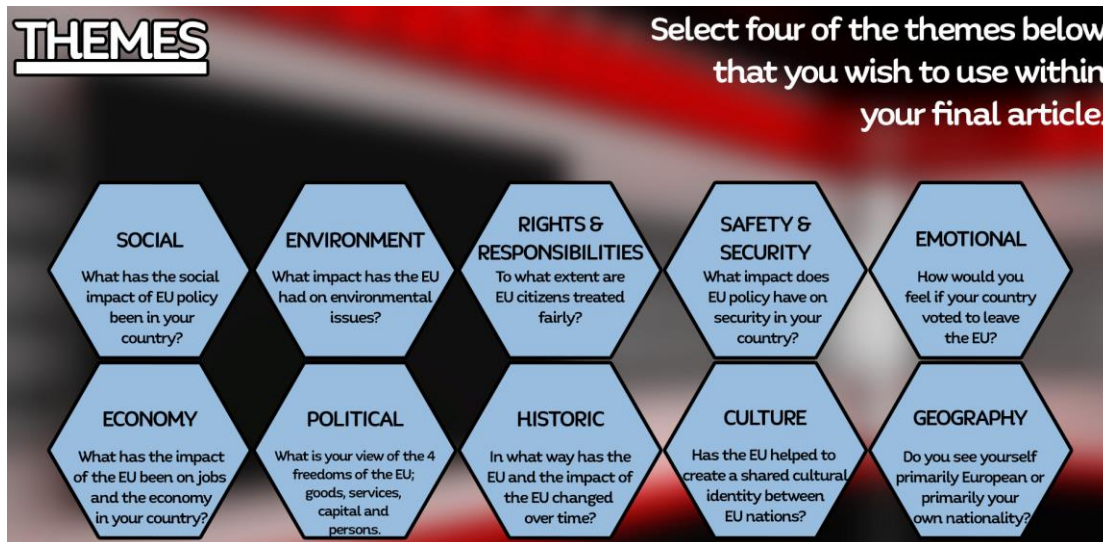 THEMES
Select four of the themes below
that you wish to use within
your final article.
SOCIAL
What has the social
impact of EU policy
been in your
country?
ENVIRONMENT
What impact has the EU
had on environmental
issues?
RIGHTS &
RESPONSIBILITIES
To what extent are
EU citizens treated
fairly?
SAFETY &
SECURITY
What impact does
EU policy have on
security in your
country?
EMOTIONAL
How would you
feel if your country
voted to leave
the EU?
ECONOMY
What has the impact
of the EU been on jobs
and the economy
in your country?
POLITICAL
What is your view of the 4
freedoms of the EU;
goods, services,
capital and
persons.
HISTORIC
In what way has the
EU and the impact of
the EU changed
over time?
CULTURE
Has the EU helped to
create a shared cultural
identity between
EU nations?
GEOGRAPHY
Do you see yourself
primarily European or
primarily your
own nationality?